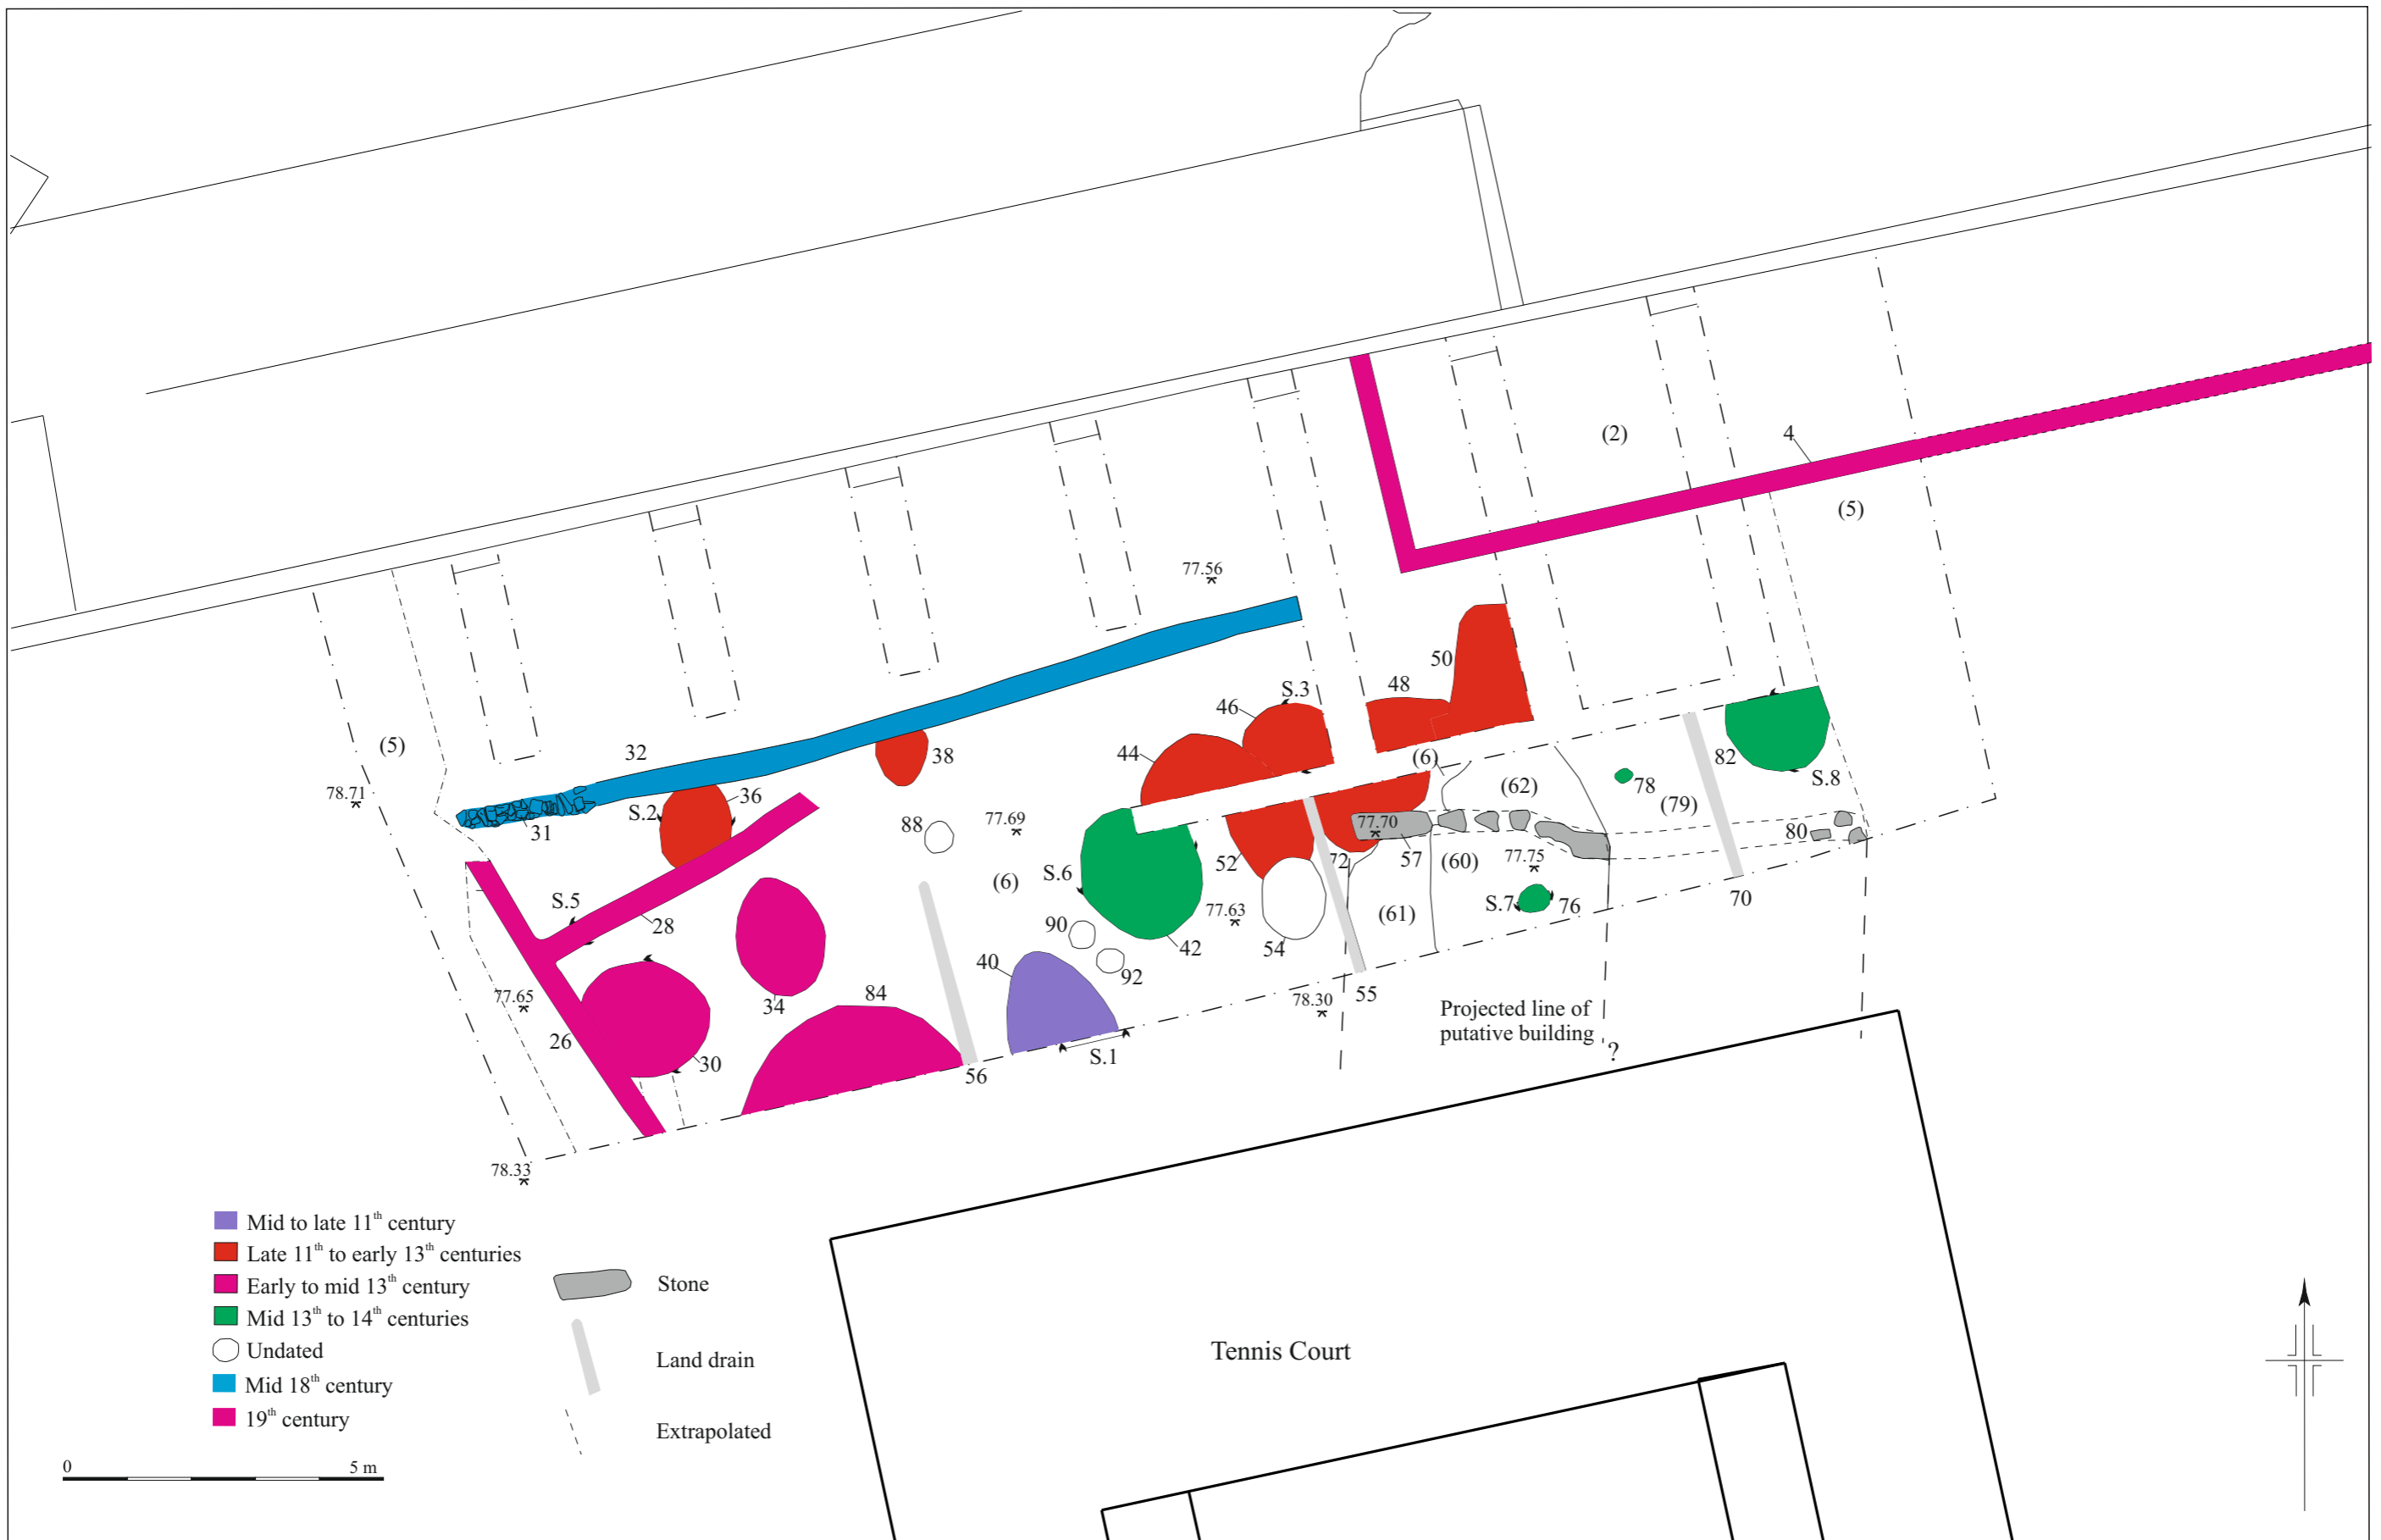 (2)
4
(5)
77.56
50
48
S.3
46
32
(5)
38
44
(6)
(62)
78
(79)
82
S.8
78.71
36
S.2
31
88
77.69
77.70
80
52
72
57
(60)
77.75
S.6
(6)
S.7
76
70
S.5
28
77.63
(61)
90
42
54
40
92
77.65
34
84
78.30
55
26
30
56
S.1
Projected line of
putative building
?
78.33
Mid to late 11th century
Late 11th to early 13th centuries
Early to mid 13th century
Mid 13th to 14th centuries
Undated
Mid 18th century
19th century
Stone
Land drain
Extrapolated
Tennis Court
0
5 m